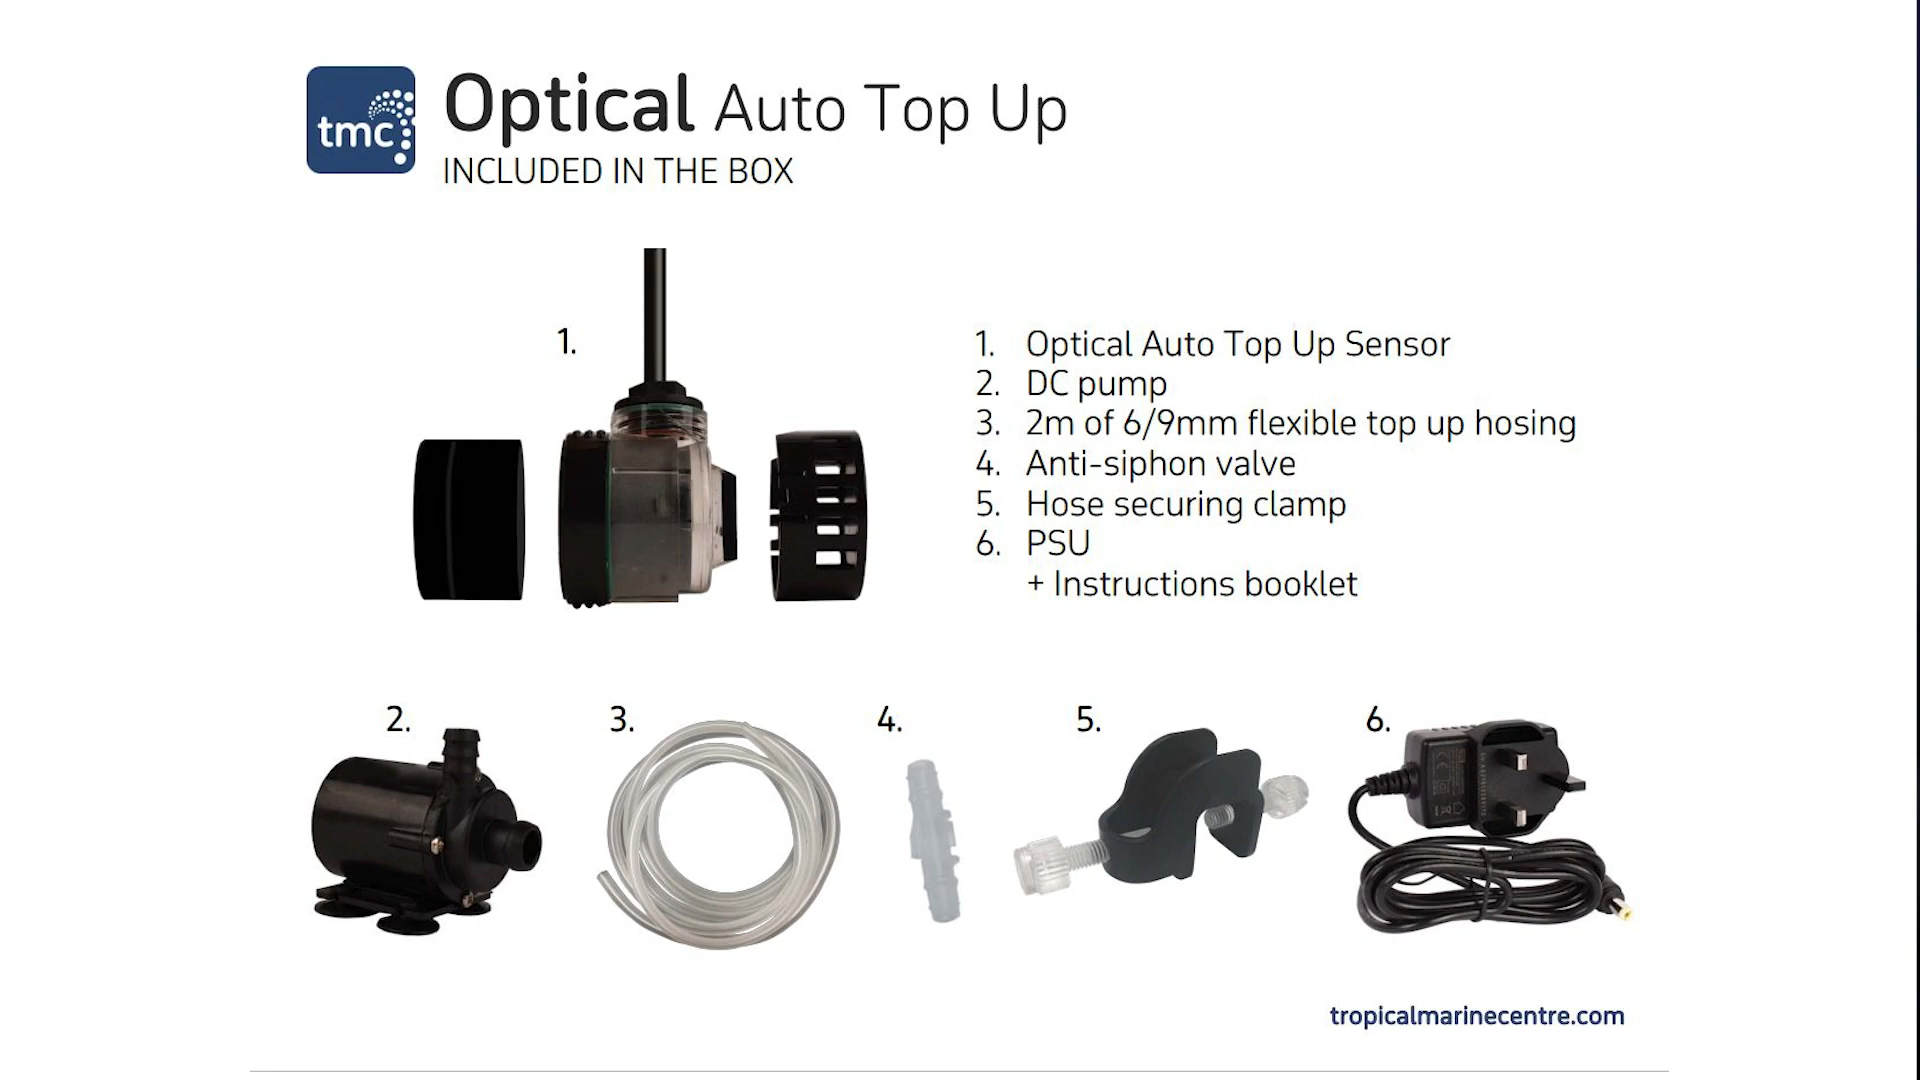 tmc
Optical Auto Top Up
INCLUDED IN THE BOX
1.
1. Optical Auto Top Up Sensor
2. DC pump
3. 2m of 6/9mm flexible top up hosing
4. Anti-siphon valve
5. Hose securing clamp
6. PSU
+ Instructions booklet
2.
3.
4.
5.
6.
tropicalmarinecentre.com